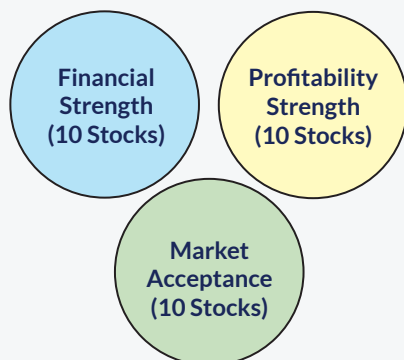 Financial
Strength
(10 Stocks)
Profitability
Strength
(10 Stocks)
Market
Acceptance
(10 Stocks)